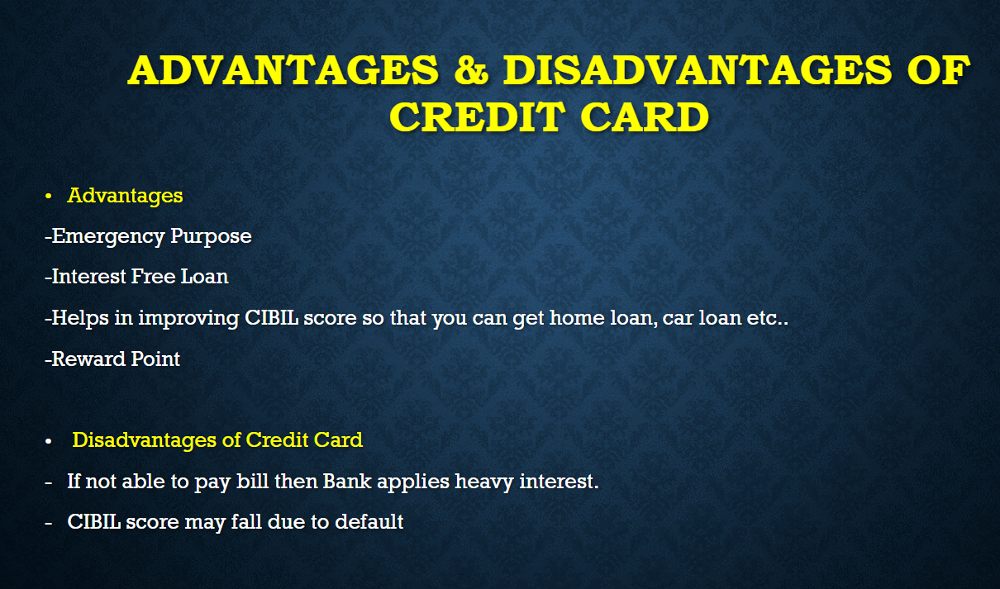 ADVANTAGES & DISADVANTAGES OF
CREDIT CARD
• Advantages
-Emergency Purpose
-Interest Free Loan
-Helps in improving CIBIL score so that you can get home loan, car loan etc..
-Reward Point
• Disadvantages of Credit Card
- If not able to pay bill then Bank applies heavy interest.
- CIBIL score may fall due to default